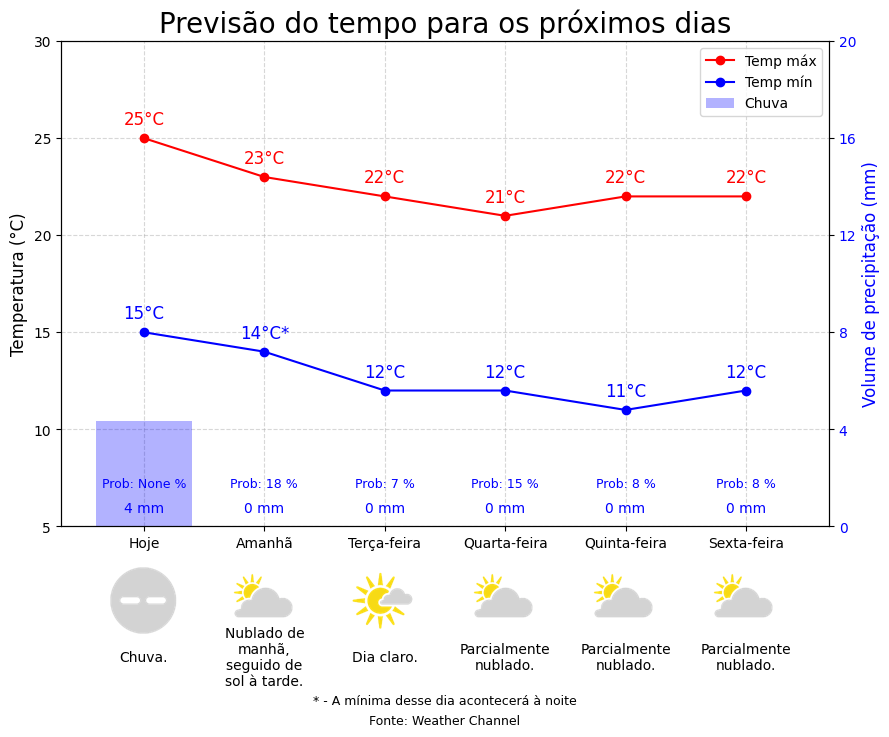 Previsão do tempo para os próximos dias
30
25
20
15
10
5
Temperatura (°C)
20
16
12
8
4
0
Volume de precipitação (mm)
Temp máx
Temp mín
Chuva
25°C
23°C
22°C
21°C
22°C
22°C
15°C
14°C*
12°C
12°C
11°C
12°C
Prob: None %
Prob: 18 %
Prob: 7 %
Prob: 15 %
Prob: 8 %
Prob: 8 %
4 mm
0 mm
0 mm
0 mm
0 mm
0 mm
Hoje
Amanhã
Terça-feira
Quarta-feira
Quinta-feira
Sexta-feira
Chuva.
Nublado de
manhã,
seguido de
sol à tarde.
Dia claro.
Parcialmente
nublado.
Parcialmente
nublado.
Parcialmente
nublado.
* - A mínima desse dia acontecerá à noite
Fonte: Weather Channel